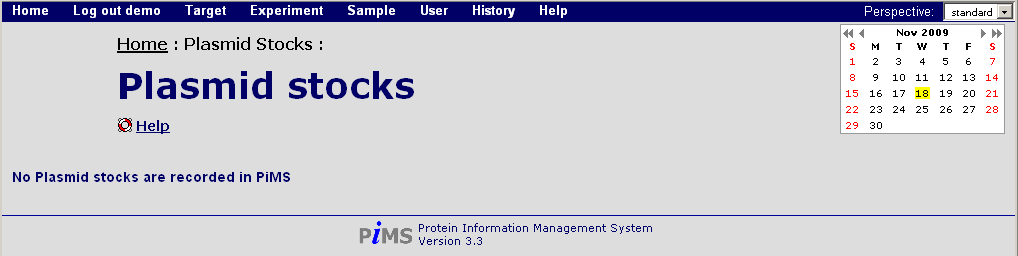 Home Log out demo Target Experiment Sample User History Help Perspective: standard
Home : Plasmid Stocks :
Plasmid stocks
Help
Nov 2009
S M T W T F S
1 2 3 4 5 6 7
8 9 10 11 12 13 14
15 16 17 18 19 20 21
22 23 24 25 26 27 28
29 30
No Plasmid stocks are recorded in PiMS
PiMS
Protein Information Management System
Version 3.3